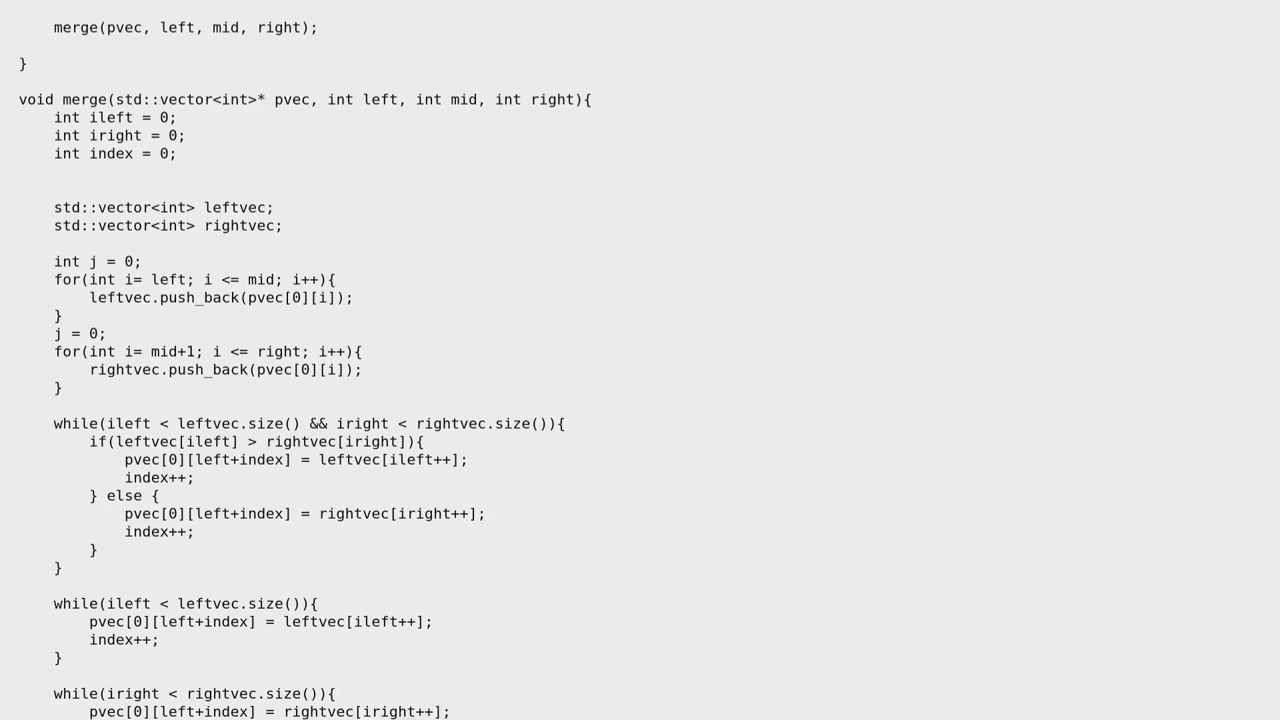 merge(pvec, left, mid, right);
}
void merge(std::vector<int>* pvec, int left, int mid, int right){
int ileft = 0;
int iright = 0;
int index = 0;
std::vector<int> leftvec;
std::vector<int> rightvec;
int j = 0;
for(int i= left; i <= mid; i++){
leftvec.push_back(pvec[0][i]);
}
j = 0;
for(int i= mid+1; i <= right; i++){
rightvec.push_back(pvec[0][i]);
}
while(ileft < leftvec.size() && iright < rightvec.size()){
if(leftvec[ileft] > rightvec[iright]){
pvec[0][left+index] = leftvec[ileft++];
index++;
} else {
pvec[0][left+index] = rightvec[iright++];
index++;
}
}
while(ileft < leftvec.size()){
pvec[0][left+index] = leftvec[ileft++];
index++;
}
while(iright < rightvec.size()){
pvec[0][left+index] = rightvec[iright++];